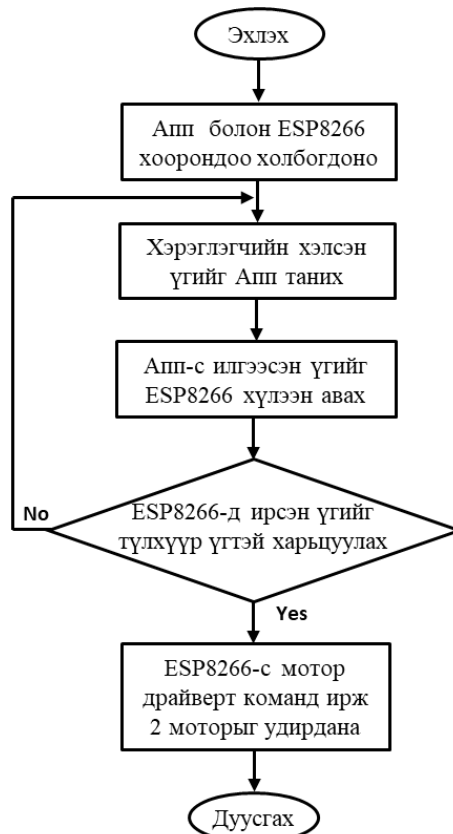 Эхлэх
Апп болон ESP8266
хоорондоо холбогдоно
Хэрэглэгчийн хэлсэн
үгийг Апп таних
Апп-с илгээсэн үгийг
ESP8266 хүлээн авах
No
ESP8266-д ирсэн үгийг
түлхүүр үгтэй харьцуулах
Yes
ESP8266-с мотор
драйверт команд ирж
2 моторыг удирдана
Дуусгах